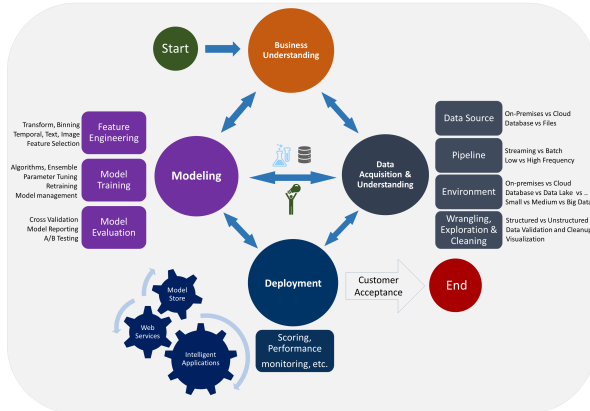 Start
Business
Understanding
Feature
Engineering
Transform, Binning
Temporal, Text, Image
Feature Selection
Model
Training
Algorithms, Ensemble
Parameter Tuning
Retraining
Model management
Model
Evaluation
Cross Validation
Model Reporting
A/B Testing
Modeling
Data
Acquisition &
Understanding
Data Source
On-Premises vs Cloud
Database vs Files
Pipeline
Streaming vs Batch
Low vs High Frequency
Environment
On-premises vs Cloud
Database vs Data Lake vs ..
Small vs Medium vs Big Data
Wrangling,
Exploration &
Cleaning
Structured vs Unstructured
Data Validation and Cleanup
Visualization
Deployment
Customer
Acceptance
End
Scoring,
Performance
monitoring, etc.
Model
Store
Web
Services
Intelligent
Applications